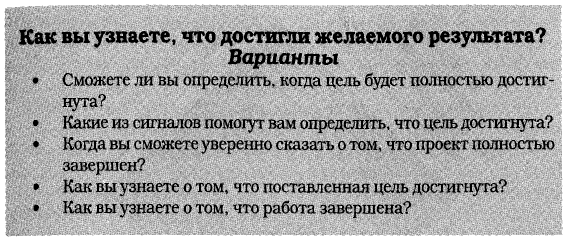 Как вы узнаете, что достигли желаемого результата?
Варианты
• Сможете ли вы определить, когда цель будет полностью достиг-
нута?
• Какие из сигналов помогут вам определить, что цель достигнута?
• Когда вы сможете уверенно сказать о том, что проект полностью
завершен?
• Как вы узнаете о том, что поставленная цель достигнута?
• Как вы узнаете о том, что работа завершена?